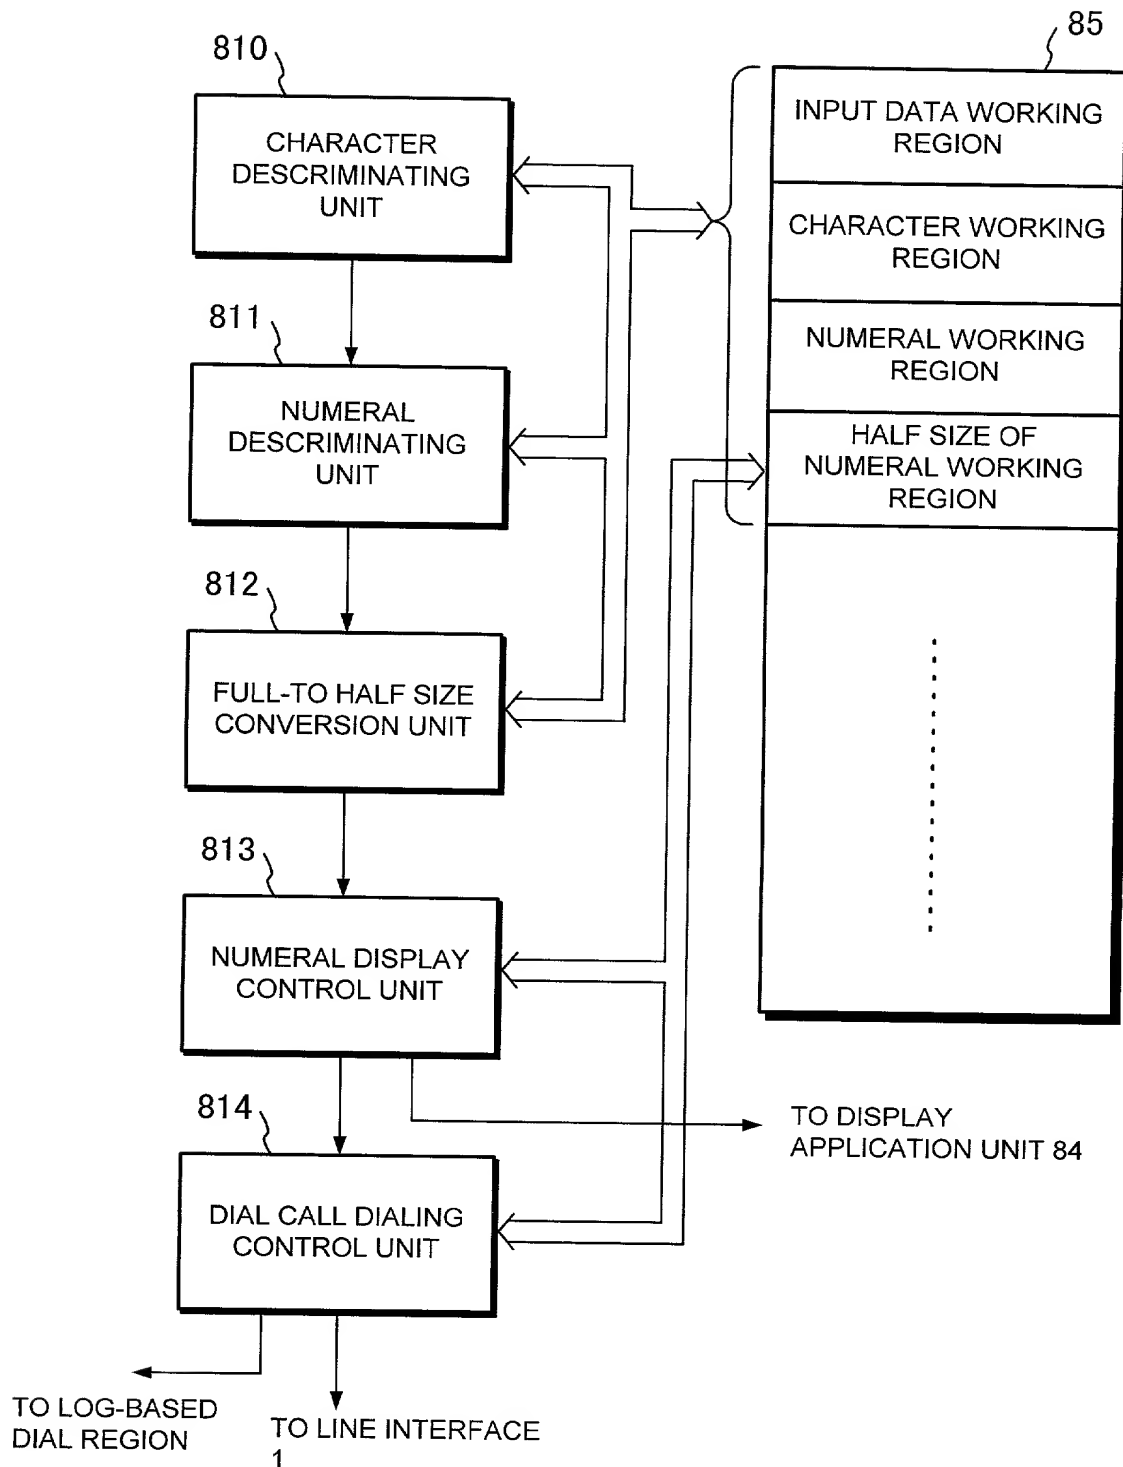 810
CHARACTER
DESCRIMINATING
UNIT
811
NUMERAL
DESCRIMINATING
UNIT
812
FULL-TO HALF SIZE
CONVERSION UNIT
813
NUMERAL DISPLAY
CONTROL UNIT
814
DIAL CALL DIALING
CONTROL UNIT
TO LOG-BASED
DIAL REGION
TO LINE INTERFACE
1
85
INPUT DATA WORKING
REGION
CHARACTER WORKING
REGION
NUMERAL WORKING
REGION
HALF SIZE OF
NUMERAL WORKING
REGION
TO DISPLAY
APPLICATION UNIT 84